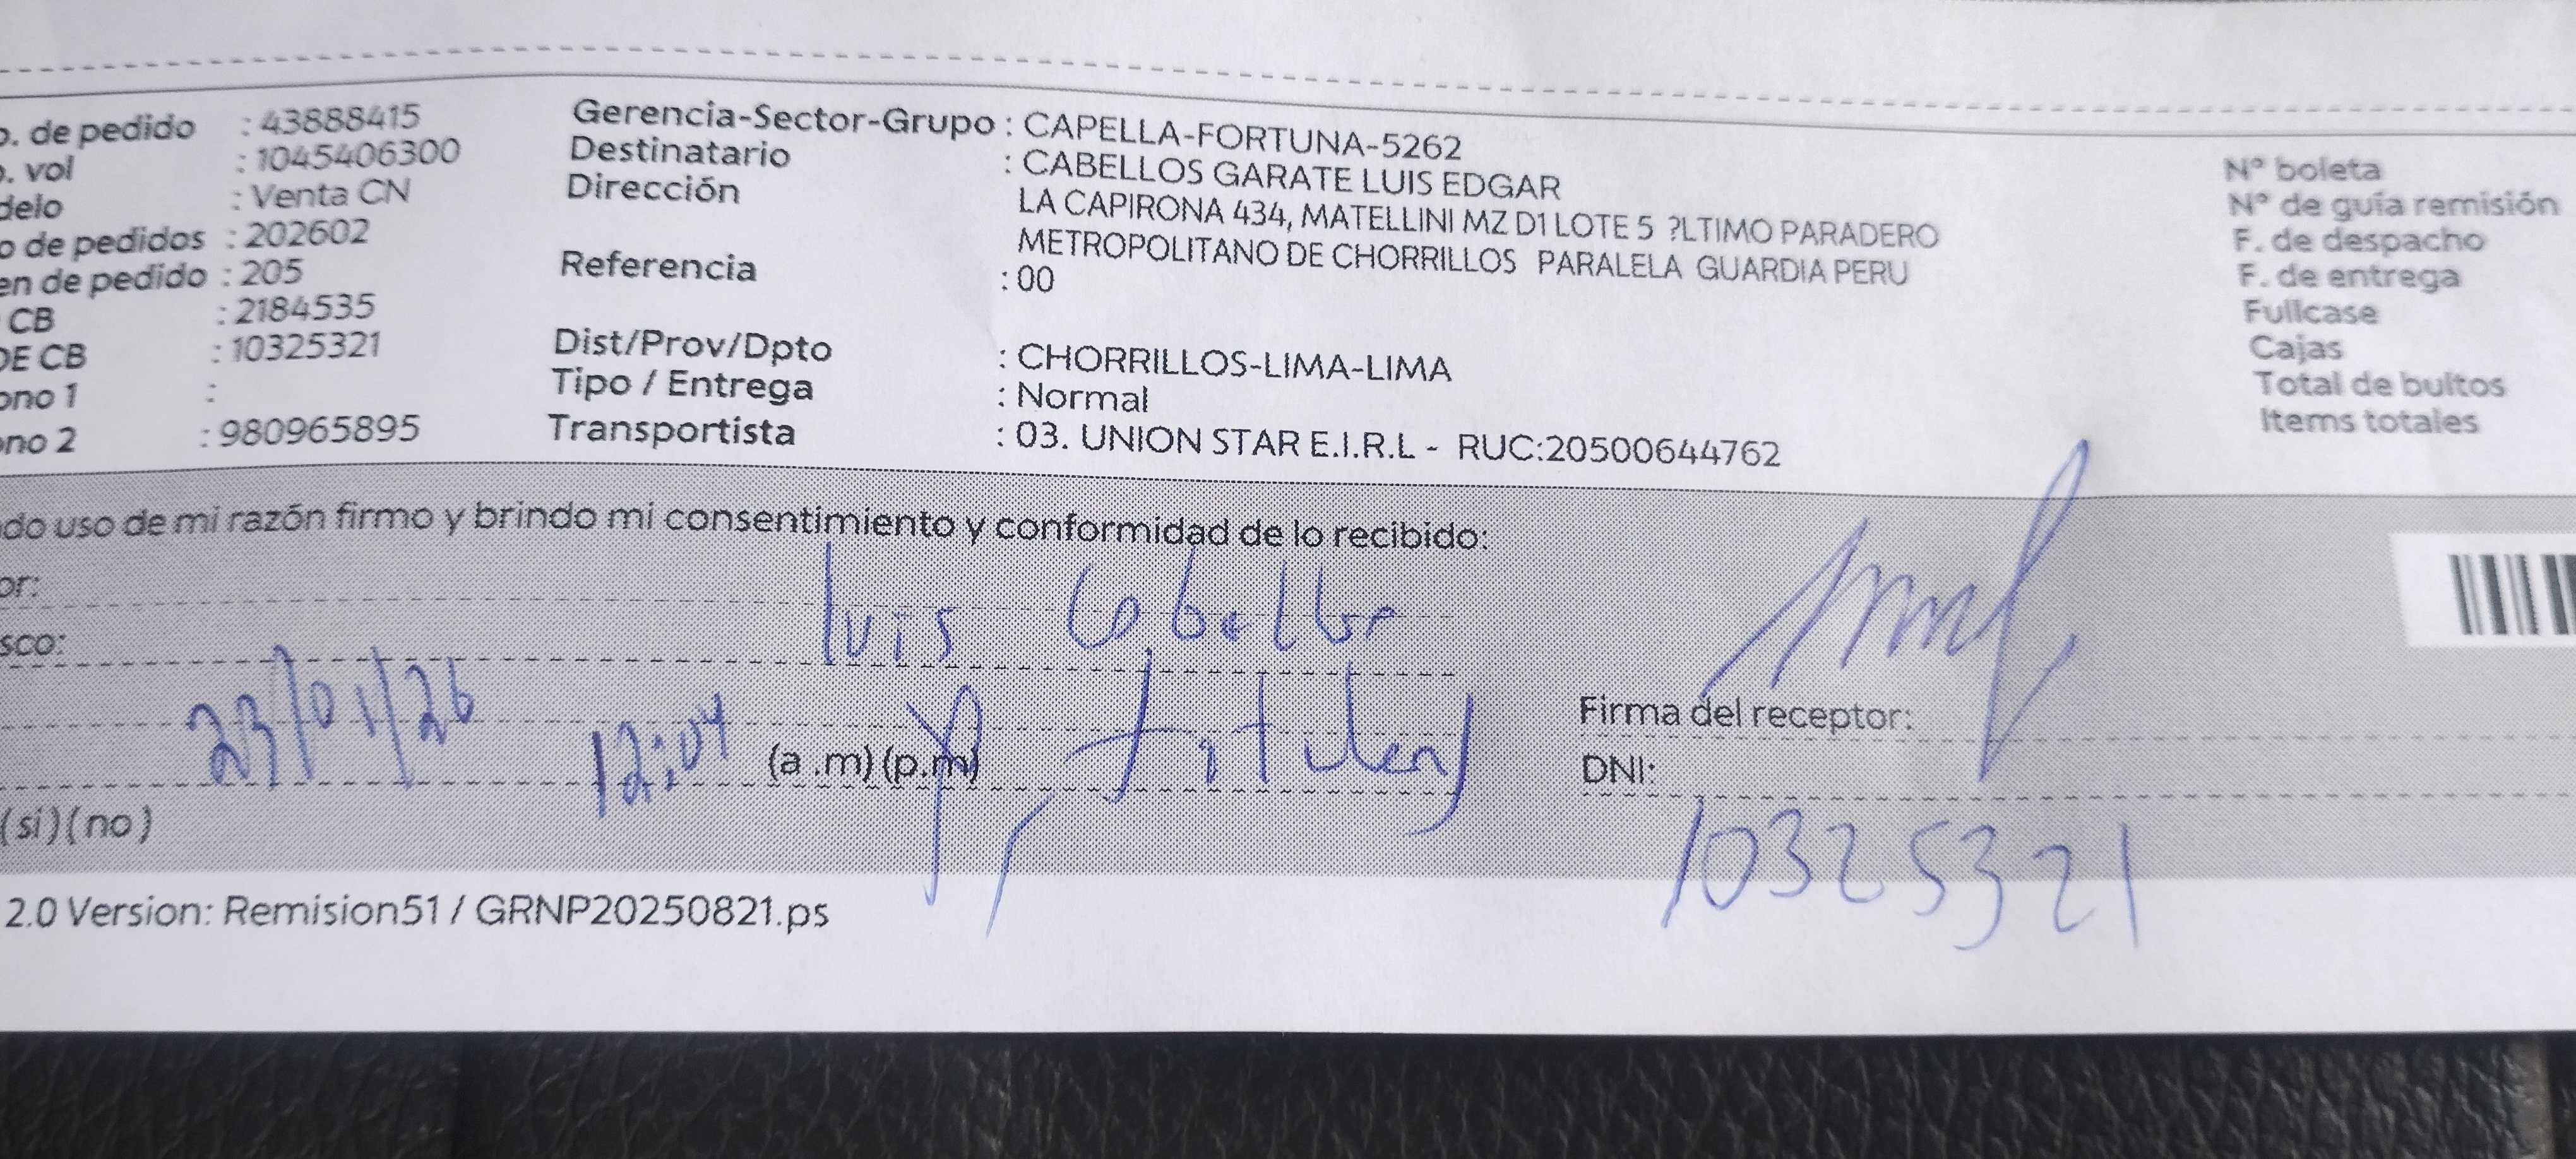 o. de pedido : 43888415
o. vol : 1045406300
delo : Venta CN
o de pedidos : 202602
en de pedido : 205
CB : 2184535
DE CB : 10325321
ono 1 :
ono 2 : 980965895
Gerencia-Sector-Grupo : CAPELLA-FORTUNA-5262
Destinatario : CABELLOS GARATE LUIS EDGAR
Dirección LA CAPIRONA 434, MATELLINI MZ D1 LOTE 5 ?LTIMO PARADERO
METROPOLITANO DE CHORRILLOS PARALELA GUARDIA PERU
Referencia : 00
Dist/Prov/Dpto : CHORRILLOS-LIMA-LIMA
Tipo / Entrega : Normal
Transportista : 03. UNION STAR E.I.R.L - RUC:20500644762
N° boleta
N° de guía remisión
F. de despacho
F. de entrega
Fullcase
Cajas
Total de bultos
Items totales
do uso de mi razón firmo y brindo mi consentimiento y conformidad de lo recibido:
or:
luis
sco:
23/01/26 12:04 (a .m) (p.m)
Firma del receptor:
DNI:
10325321
(si) (no)
2.0 Version: Remision51 / GRNP20250821.ps